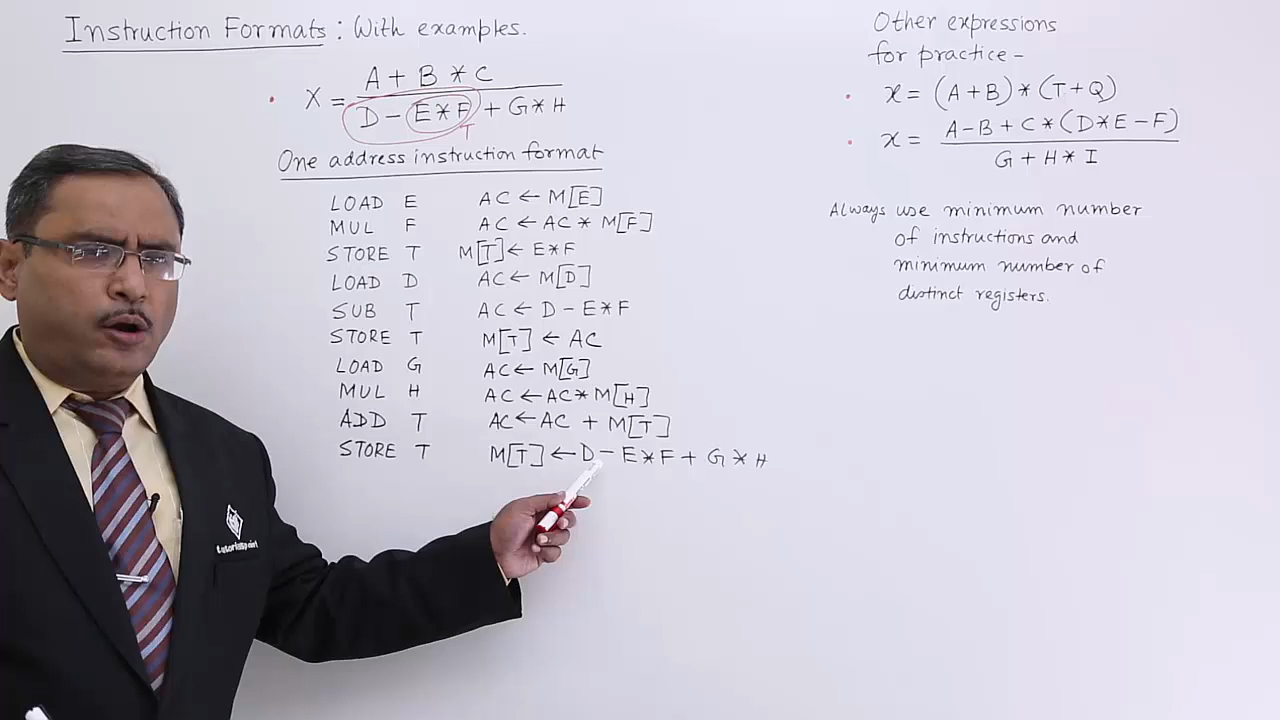 Instruction Formats : With examples.
X = A + B * C
D - E * F + G * H
T
One address instruction format
LOAD E AC ← M[E]
MUL F AC ← AC * M[F]
STORE T M[T] ← E * F
LOAD D AC ← M[D]
SUB T AC ← D - E * F
STORE T M[T] ← AC
LOAD G AC ← M[G]
MUL H AC ← AC * M[H]
ADD T AC ← AC + M[T]
STORE T M[T] ← D - E * F + G * H
Other expressions
for practice -
x = (A + B) * (T + Q)
x = A - B + C * (D * E - F)
G + H * I
Always use minimum number
of instructions and
minimum number of
distinct registers.
tutorialspoint